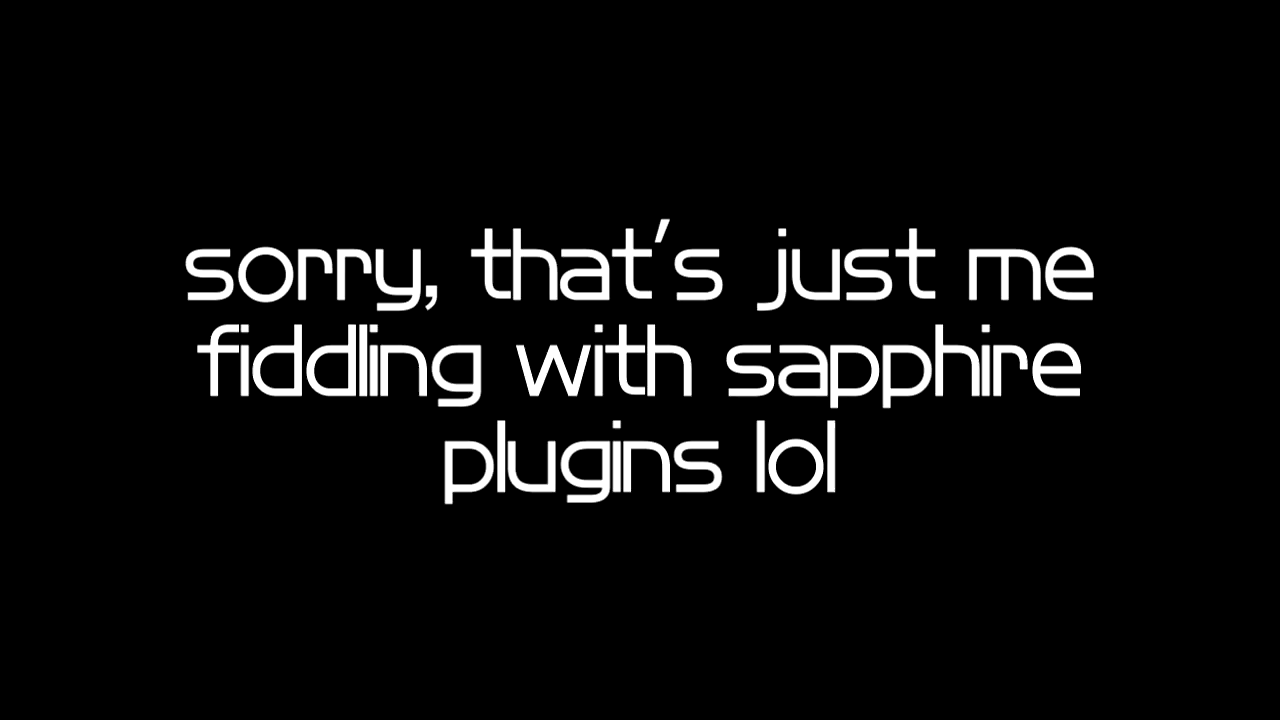 sorry, that's just me
fiddling with sapphire
plugins lol